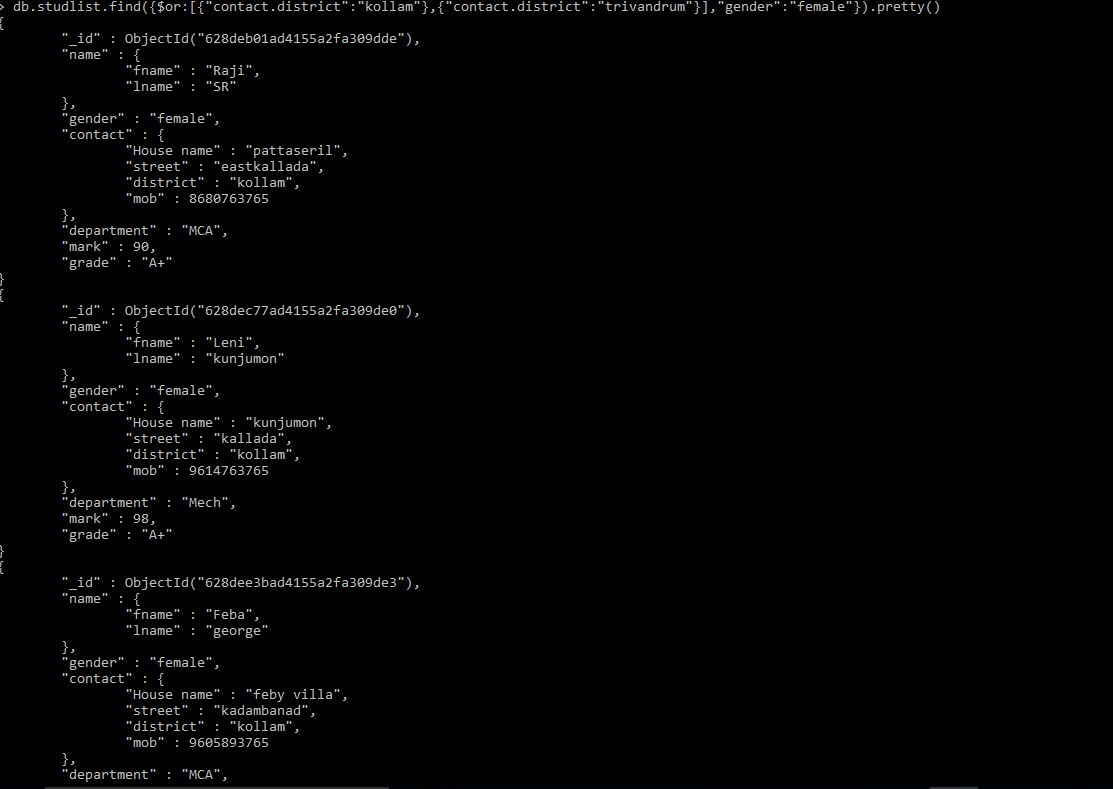 > db.studlist.find({$or:[{"contact.district":"kollam"},{"contact.district":"trivandrum"}],"gender":"female"}).pretty()
{
        "_id" : ObjectId("628deb01ad4155a2fa309dde"),
        "name" : {
                "fname" : "Raji",
                "lname" : "SR"
        },
        "gender" : "female",
        "contact" : {
                "House name" : "pattaseril",
                "street" : "eastkallada",
                "district" : "kollam",
                "mob" : 8680763765
        },
        "department" : "MCA",
        "mark" : 90,
        "grade" : "A+"
}
{
        "_id" : ObjectId("628dec77ad4155a2fa309de0"),
        "name" : {
                "fname" : "Leni",
                "lname" : "kunjumon"
        },
        "gender" : "female",
        "contact" : {
                "House name" : "kunjumon",
                "street" : "kallada",
                "district" : "kollam",
                "mob" : 9614763765
        },
        "department" : "Mech",
        "mark" : 98,
        "grade" : "A+"
}
{
        "_id" : ObjectId("628dee3bad4155a2fa309de3"),
        "name" : {
                "fname" : "Feba",
                "lname" : "george"
        },
        "gender" : "female",
        "contact" : {
                "House name" : "feby villa",
                "street" : "kadambanad",
                "district" : "kollam",
                "mob" : 9605893765
        },
        "department" : "MCA",